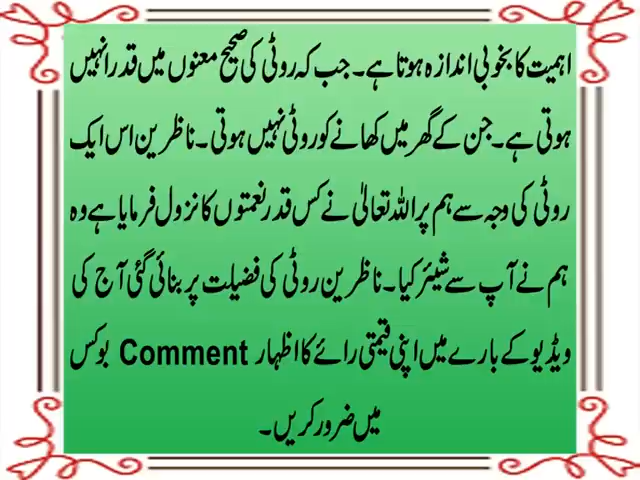 اہمیت کا بخوبی اندازہ ہوتا ہے۔ جب کہ روٹی کی صحیح معنوں میں قدر انہیں
ہوتی ہے۔ جن کے گھر میں کھانے کو روٹی نہیں ہوتی۔ ناظرین اس ایک
روٹی کی وجہ سے ہم پر اللہ تعالیٰ نے کس قدر نعمتوں کا نزول فرمایا ہے وہ
ہم نے آپ سے شیئر کیا۔ ناظرین روٹی کی فضیلت پر بنائی گئی آج کی
ویڈیو کے بارے میں اپنی قیمتی رائے کا اظہار Comment بوکس
میں ضرور کریں۔